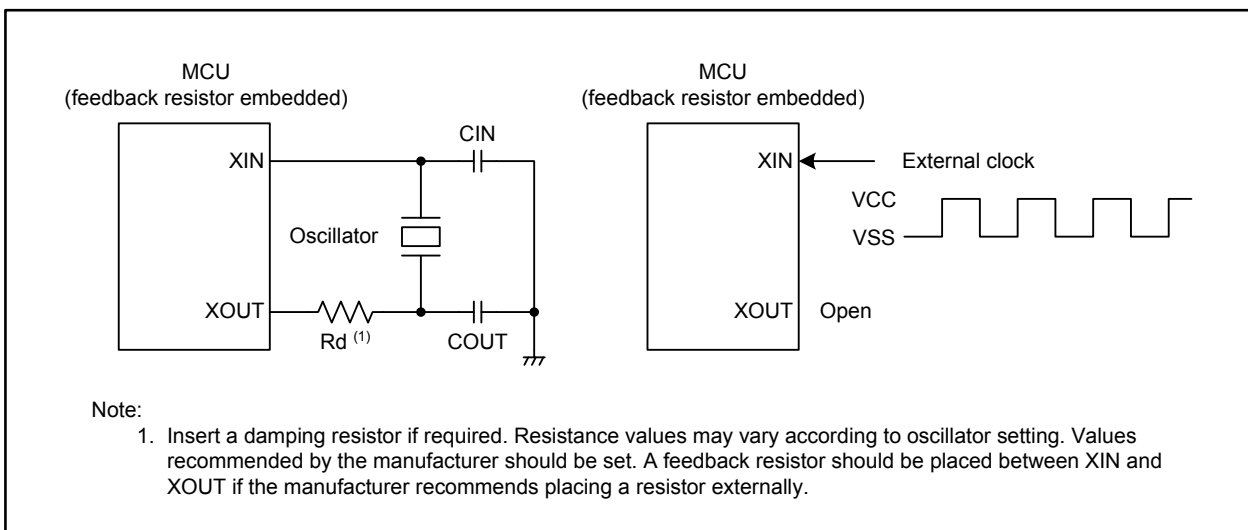 MCU
(feedback resistor embedded)
XIN
CIN
Oscillator
XOUT
Rd (1)
COUT
MCU
(feedback resistor embedded)
XIN
External clock
VCC
VSS
XOUT
Open
Note:
1. Insert a damping resistor if required. Resistance values may vary according to oscillator setting. Values
recommended by the manufacturer should be set. A feedback resistor should be placed between XIN and
XOUT if the manufacturer recommends placing a resistor externally.